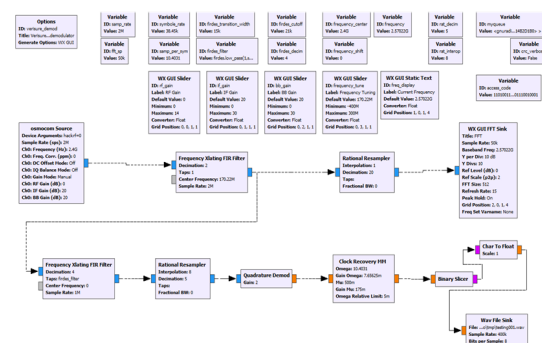 Options
ID: verisure_demod
Title: Verisure...demodulator
Generate Options: WX GUI
Variable
ID: samp_rate
Value: 2M
Variable
ID: symbole_rate
Value: 38.45k
Variable
ID: firdes_transition_width
Value: 15k
Variable
ID: firdes_cutoff
Value: 21k
Variable
ID: frequency_center
Value: 2.4G
Variable
ID: frequency
Value: 2.57022G
Variable
ID: rat_decim
Value: 5
Variable
ID: myqueue
Variable
ID: fft_sp
Value: 50k
Variable
ID: samp_per_sym
Value: 10.4031
Variable
ID: firdes_filter
Value: firdes.low_pass(1,s...
Variable
ID: firdes_decim
Value: 4
Variable
ID: frequency_shift
Value: 0
Variable
ID: rat_interop
Value: 8
Variable
ID: crc_verbose
Value: False
Variable
ID: access_code
WX GUI Slider
ID: rf_gain
Label: RF Gain
Default Value: 0
Minimum: 0
Maximum: 14
Converter: Float
Grid Position: 0, 0, 1, 1
WX GUI Slider
ID: if_gain
Label: IF Gain
Default Value: 20
Minimum: 0
Maximum: 30
Converter: Float
Grid Position: 0, 1, 1, 1
WX GUI Slider
ID: bb_gain
Label: BB Gain
Default Value: 20
Minimum: 0
Maximum: 30
Converter: Float
Grid Position: 0, 2, 1, 1
WX GUI Slider
ID: frequency_tune
Label: Frequency Tuning
Default Value: 170.22M
Minimum: -400M
Maximum: 300M
Converter: Float
Grid Position: 0, 3, 1, 1
WX GUI Static Text
ID: freq_display
Label: Current Frequency
Default Value: 2.57022G
Converter: Float
Grid Position: 1, 0, 1, 4
osmocom Source
Device Arguments: hackrf=0
Sample Rate (sps): 2M
Ch0: Frequency (Hz): 2.4G
Ch0: Freq. Corr. (ppm): 0
Ch0: DC Offset Mode: Off
Ch0: IQ Balance Mode: Off
Ch0: Gain Mode: Manual
Ch0: RF Gain (dB): 0
Ch0: IF Gain (dB): 20
Ch0: BB Gain (dB): 20
Frequency Xlating FIR Filter
Decimation: 2
Taps: 1
Center Frequency: 170.22M
Sample Rate: 2M
Rational Resampler
Interpolation: 1
Decimation: 20
Taps:
Fractional BW: 0
WX GUI FFT Sink
Title: FFT
Sample Rate: 50k
Baseband Freq: 2.57022G
Y per Div: 10 dB
Y Divs: 10
Ref Level (dB): 0
Ref Scale (p2p): 2
FFT Size: 512
Refresh Rate: 15
Peak Hold: On
Grid Position: 2, 0, 1, 4
Freq Set Varname: None
Frequency Xlating FIR Filter
Decimation: 4
Taps: firdes_filter
Center Frequency: 0
Sample Rate: 1M
Rational Resampler
Interpolation: 8
Decimation: 5
Taps:
Fractional BW: 0
Quadrature Demod
Gain: 2
Clock Recovery MM
Omega: 10.4031
Gain Omega: 7.65625m
Mu: 500m
Gain Mu: 175m
Omega Relative Limit: 5m
Binary Slicer
Char To Float
Scale: 1
Wav File Sink
Sample Rate: 400k
Bits per Sample: 8